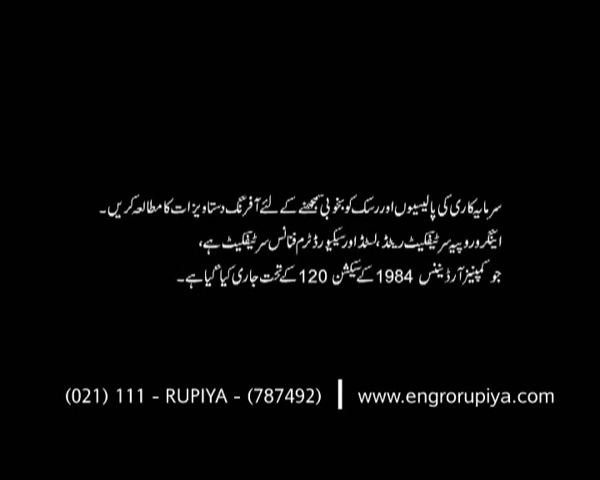 سرمایہ کاری کی پالیسیوں اور رسک کو بخوبی سمجھنے کے لئے آفرنگ دستاویزات کا مطالعہ کریں۔
اینگرو روپیہ سرٹیفکیٹ ریٹڈ، لسٹڈ اور سیکیورڈ ٹرم فنانس سرٹیفکیٹ ہے،
جو کمپنیز آرڈیننس 1984 کے سیکشن 120 کے تحت جاری کیا گیا ہے۔
(021) 111 - RUPIYA - (787492) | www.engrorupiya.com